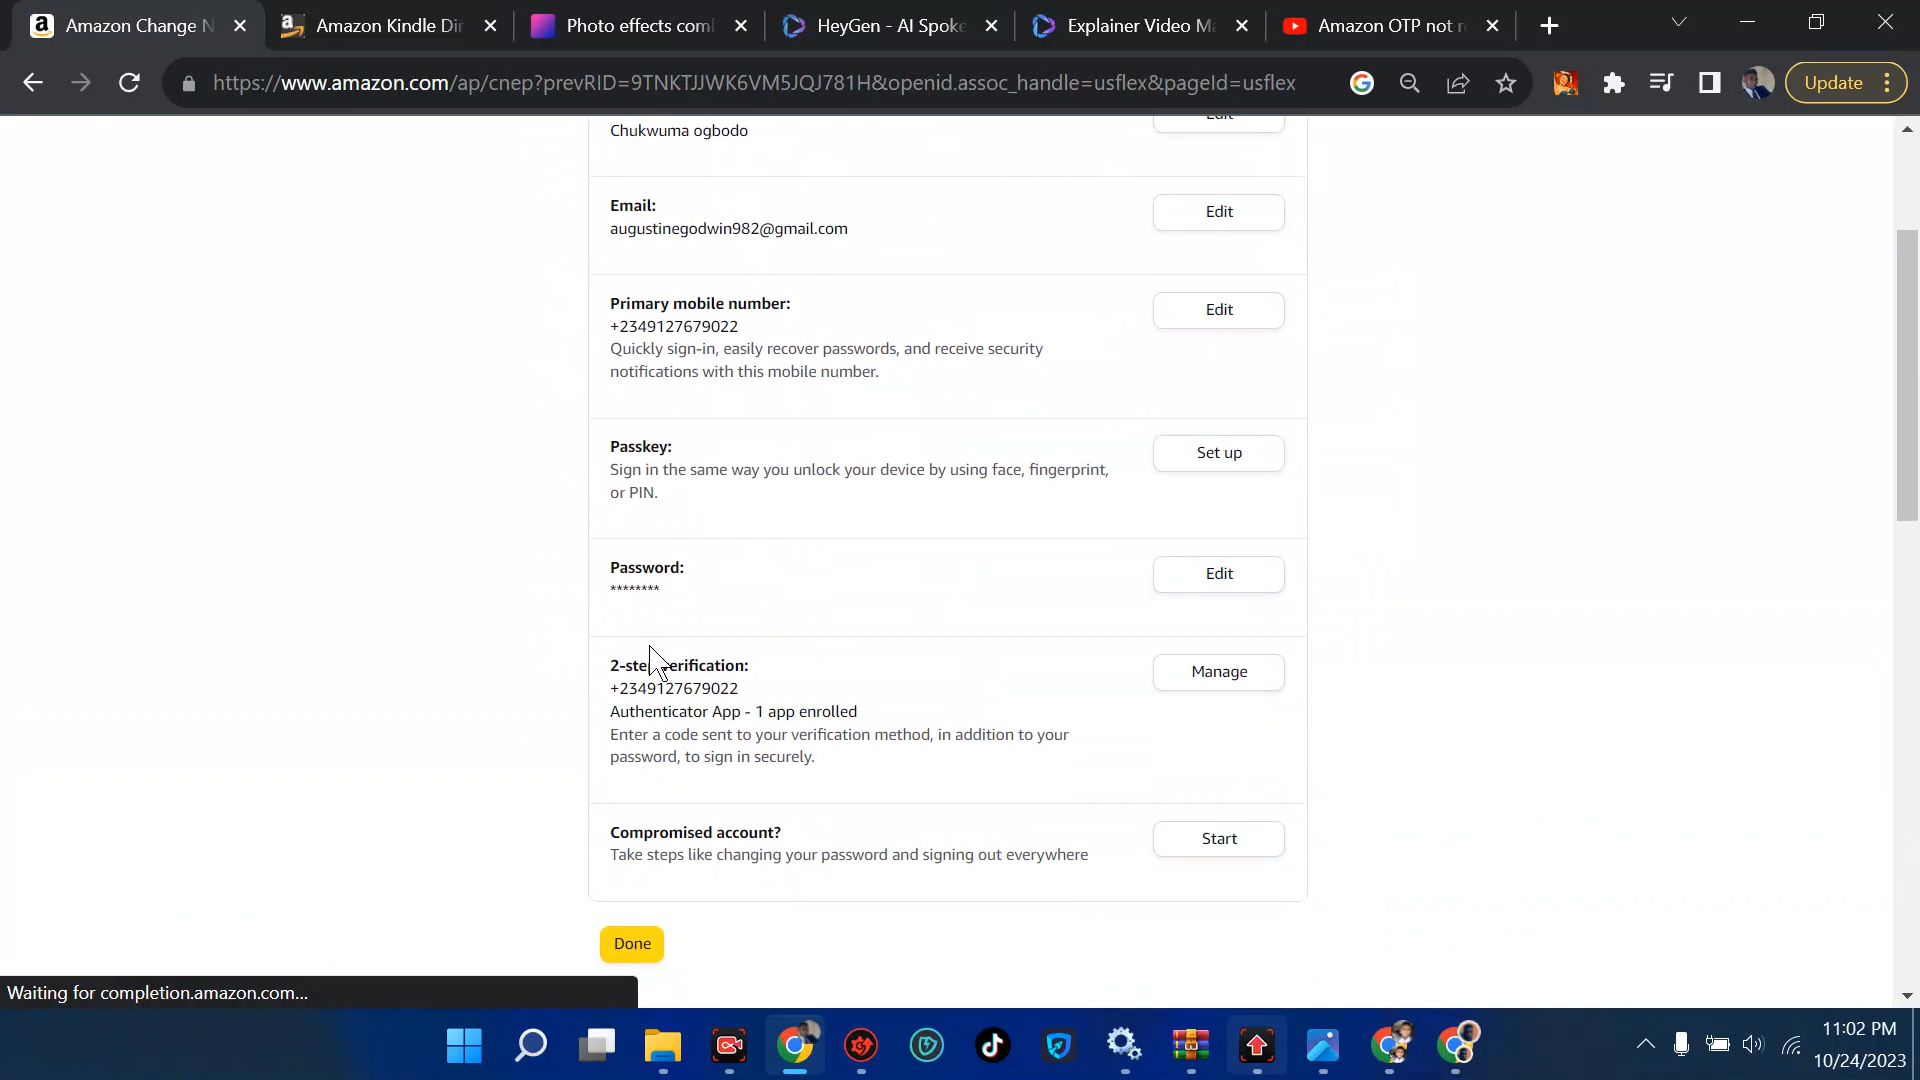 Amazon Change N
Amazon Kindle Dir
Photo effects coml
HeyGen - AI Spoke
Explainer Video Ma
Amazon OTP not r
https://www.amazon.com/ap/cnep?prevRID=9TNKTJJWK6VM5JQJ781H&openid.assoc_handle=usflex&pageId=usflex
Update
Chukwuma ogbodo
Edit
Email:
augustinegodwin982@gmail.com
Edit
Primary mobile number:
+2349127679022
Quickly sign-in, easily recover passwords, and receive security
notifications with this mobile number.
Edit
Passkey:
Sign in the same way you unlock your device by using face, fingerprint,
or PIN.
Set up
Password:
********
Edit
2-step verification:
+2349127679022
Authenticator App - 1 app enrolled
Enter a code sent to your verification method, in addition to your
password, to sign in securely.
Manage
Compromised account?
Take steps like changing your password and signing out everywhere
Start
Done
Waiting for completion.amazon.com...
11:02 PM
10/24/2023